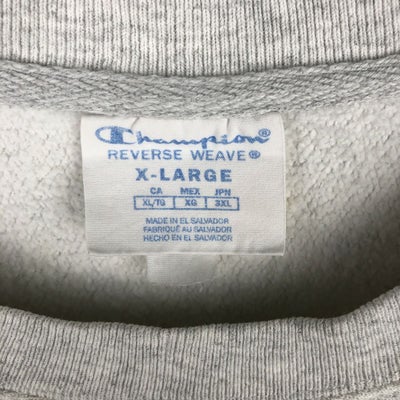 Champion®
REVERSE WEAVE®
X-LARGE
CA MEX JPN
XL/TG XG 3XL
MADE IN EL SALVADOR
FABRIQUÉ AU SALVADOR
HECHO EN EL SALVADOR